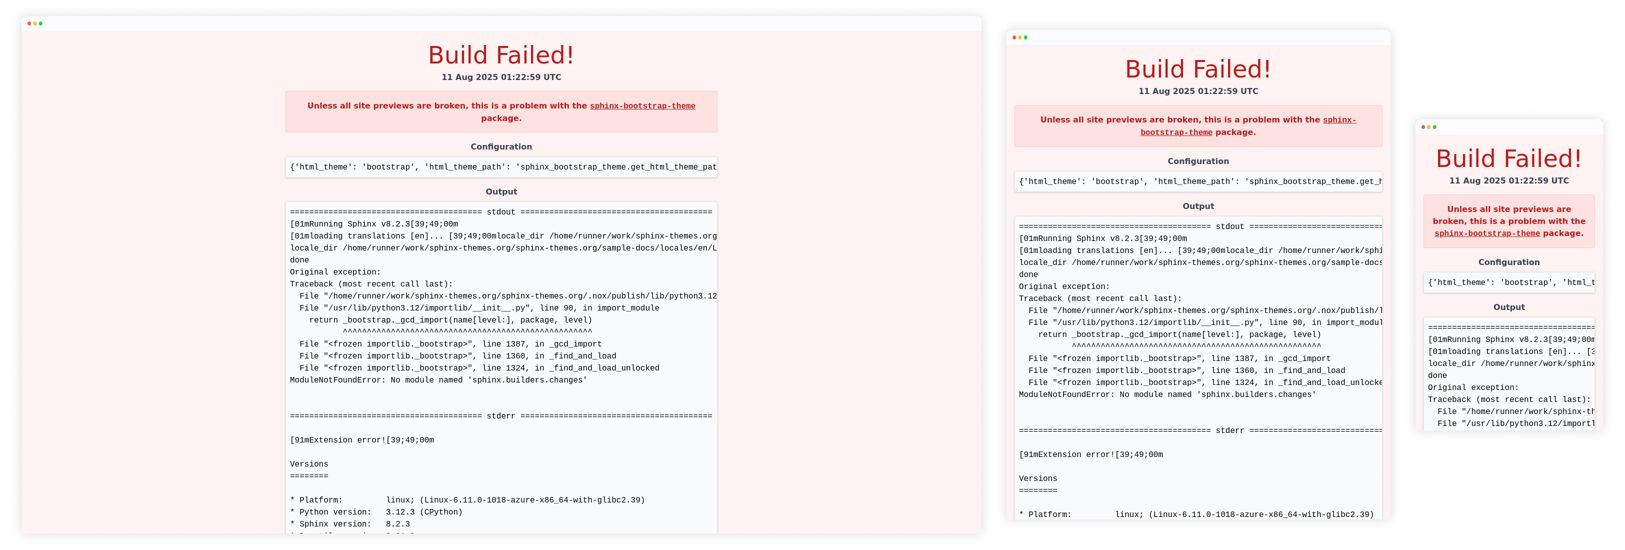 Build Failed!
11 Aug 2025 01:22:59 UTC
Unless all site previews are broken, this is a problem with the sphinx-bootstrap-theme
package.
Configuration
{'html_theme': 'bootstrap', 'html_theme_path': 'sphinx_bootstrap_theme.get_html_theme_pat
Output
======================================== stdout ========================================
[01mRunning Sphinx v8.2.3[39;49;00m
[01mloading translations [en]... [39;49;00mlocale_dir /home/runner/work/sphinx-themes.org
locale_dir /home/runner/work/sphinx-themes.org/sphinx-themes.org/sample-docs/locales/en/L
done
Original exception:
Traceback (most recent call last):
  File "/home/runner/work/sphinx-themes.org/sphinx-themes.org/.nox/publish/lib/python3.12
  File "/usr/lib/python3.12/importlib/__init__.py", line 90, in import_module
    return _bootstrap._gcd_import(name[level:], package, level)
           ^^^^^^^^^^^^^^^^^^^^^^^^^^^^^^^^^^^^^^^^^^^^^^^^^^^^
  File "<frozen importlib._bootstrap>", line 1387, in _gcd_import
  File "<frozen importlib._bootstrap>", line 1360, in _find_and_load
  File "<frozen importlib._bootstrap>", line 1324, in _find_and_load_unlocked
ModuleNotFoundError: No module named 'sphinx.builders.changes'
======================================== stderr ========================================
[91mExtension error![39;49;00m
Versions
========
* Platform:         linux; (Linux-6.11.0-1018-azure-x86_64-with-glibc2.39)
* Python version:   3.12.3 (CPython)
* Sphinx version:   8.2.3
Build Failed!
11 Aug 2025 01:22:59 UTC
Unless all site previews are broken, this is a problem with the sphinx-
bootstrap-theme package.
Configuration
{'html_theme': 'bootstrap', 'html_theme_path': 'sphinx_bootstrap_theme.get_h
Output
======================================== stdout ============================
[01mRunning Sphinx v8.2.3[39;49;00m
[01mloading translations [en]... [39;49;00mlocale_dir /home/runner/work/sphi
locale_dir /home/runner/work/sphinx-themes.org/sphinx-themes.org/sample-docs
done
Original exception:
Traceback (most recent call last):
  File "/home/runner/work/sphinx-themes.org/sphinx-themes.org/.nox/publish/l
  File "/usr/lib/python3.12/importlib/__init__.py", line 90, in import_modul
    return _bootstrap._gcd_import(name[level:], package, level)
           ^^^^^^^^^^^^^^^^^^^^^^^^^^^^^^^^^^^^^^^^^^^^^^^^^^^^
  File "<frozen importlib._bootstrap>", line 1387, in _gcd_import
  File "<frozen importlib._bootstrap>", line 1360, in _find_and_load
  File "<frozen importlib._bootstrap>", line 1324, in _find_and_load_unlocke
ModuleNotFoundError: No module named 'sphinx.builders.changes'
======================================== stderr ============================
[91mExtension error![39;49;00m
Versions
========
* Platform:         linux; (Linux-6.11.0-1018-azure-x86_64-with-glibc2.39)
Build Failed!
11 Aug 2025 01:22:59 UTC
Unless all site previews are
broken, this is a problem with the
sphinx-bootstrap-theme package.
Configuration
{'html_theme': 'bootstrap', 'html_t
Output
===================================
[01mRunning Sphinx v8.2.3[39;49;00m
[01mloading translations [en]... [3
locale_dir /home/runner/work/sphinx
done
Original exception:
Traceback (most recent call last):
  File "/home/runner/work/sphinx-th
  File "/usr/lib/python3.12/importl